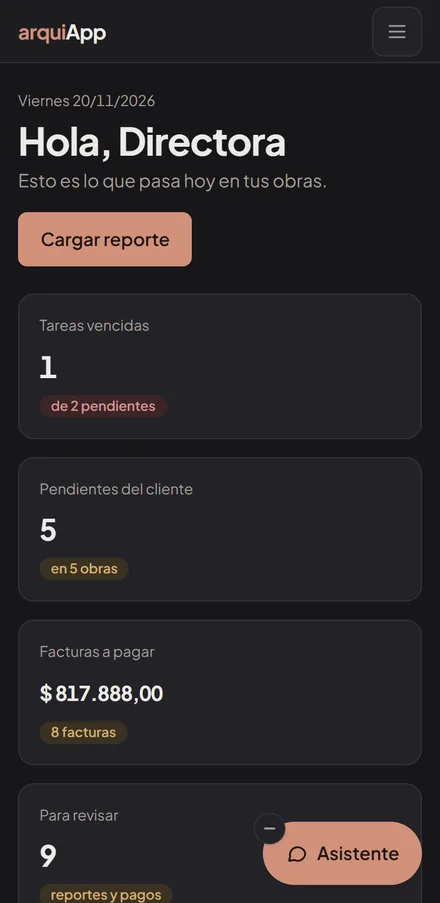 arquiApp
Viernes 20/11/2026
Hola, Directora
Esto es lo que pasa hoy en tus obras.
Cargar reporte
Tareas vencidas
1
de 2 pendientes
Pendientes del cliente
5
en 5 obras
Facturas a pagar
$ 817.888,00
8 facturas
Para revisar
9
reportes y pagos
Asistente